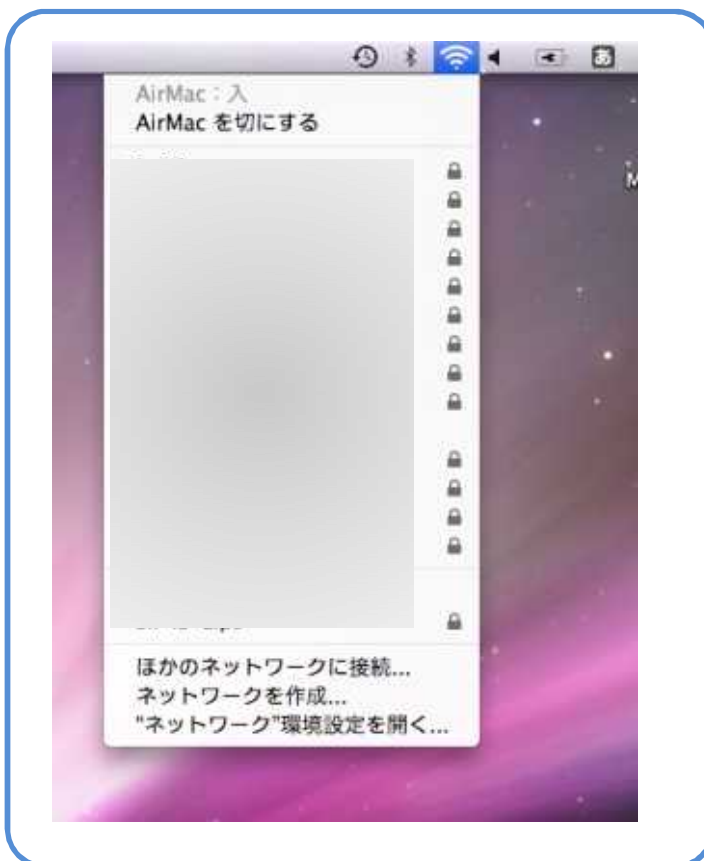 あ
AirMac：入
AirMac を切にする
ほかのネットワークに接続...
ネットワークを作成...
"ネットワーク"環境設定を開く...